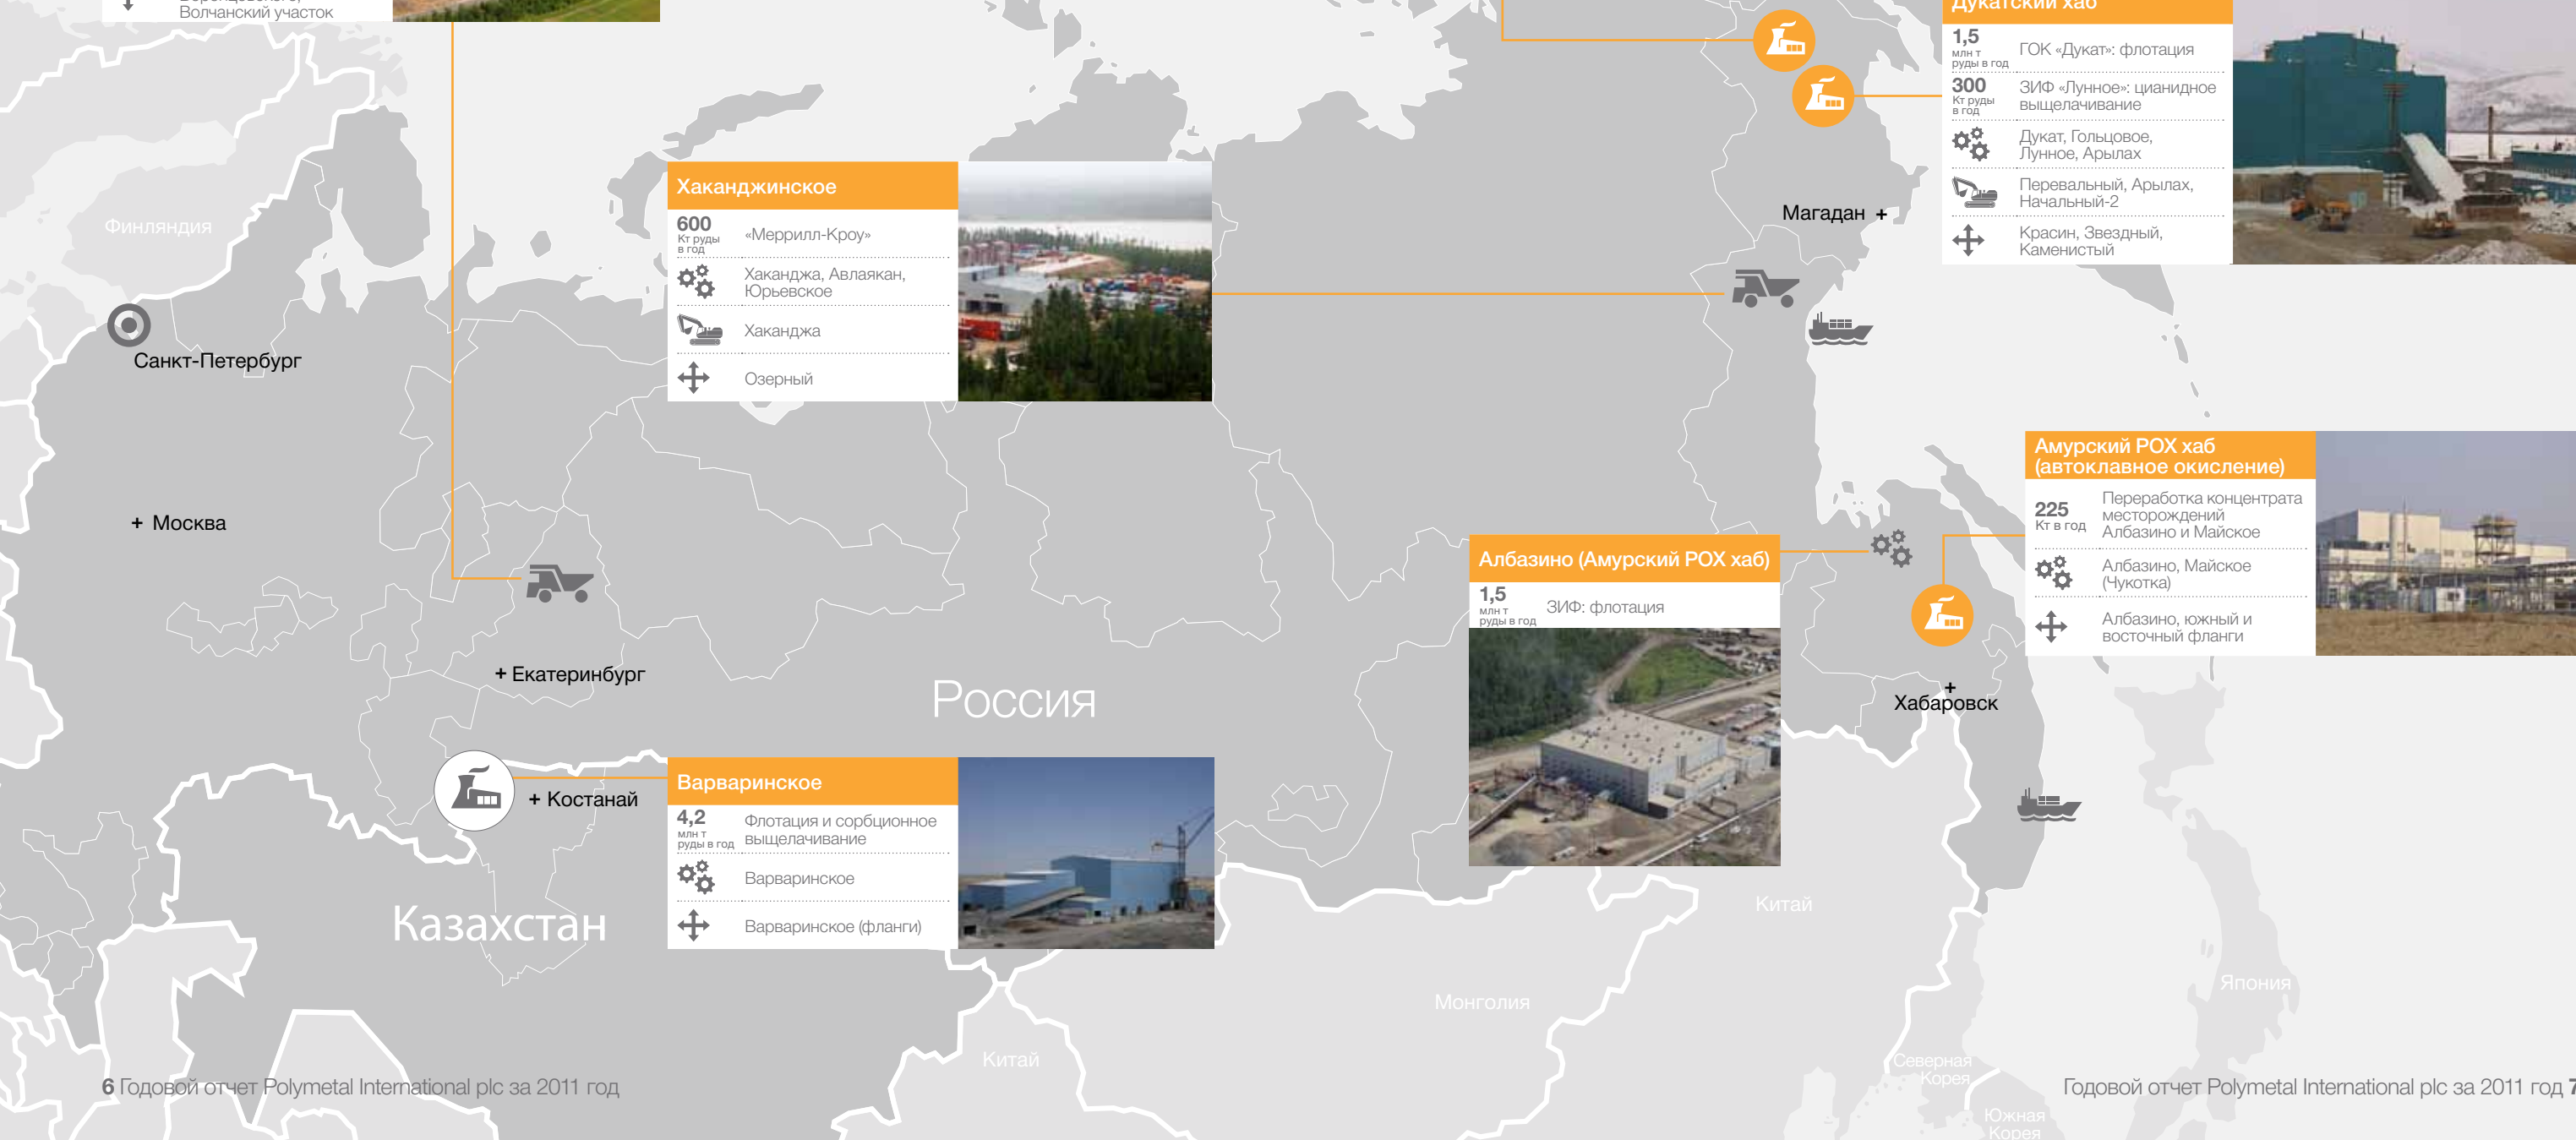 Волчанский участок
Дукатский хаб
1,5
млн т
руды в год
ГОК «Дукат»: флотация
300
Кт руды
в год
ЗИФ «Лунное»: цианидное
выщелачивание
Дукат, Гольцовое,
Лунное, Арылах
Перевальный, Арылах,
Начальный-2
Красин, Звездный,
Каменистый
Хаканджинское
600
Кт руды
в год
«Меррилл-Кроу»
Хаканджа, Авлаякан,
Юрьевское
Хаканджа
Озерный
Финляндия
Магадан
Санкт-Петербург
Москва
Амурский POX хаб
(автоклавное окисление)
225
Кт в год
Переработка концентрата
месторождений
Албазино и Майское
Албазино, Майское
(Чукотка)
Албазино, южный и
восточный фланги
Албазино (Амурский POX хаб)
1,5
млн т
руды в год
ЗИФ: флотация
Екатеринбург
Россия
Хабаровск
Костанай
Варваринское
4,2
млн т
руды в год
Флотация и сорбционное
выщелачивание
Варваринское
Варваринское (фланги)
Казахстан
Китай
Япония
Монголия
Китай
Северная
Корея
Южная
Корея
6 Годовой отчет Polymetal International plc за 2011 год
Годовой отчет Polymetal International plc за 2011 год 7